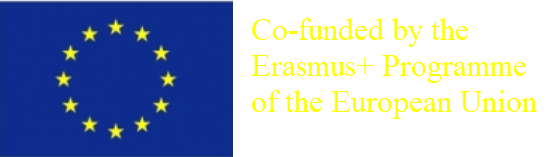 Co-funded by the
Erasmus+ Programme
of the European Union